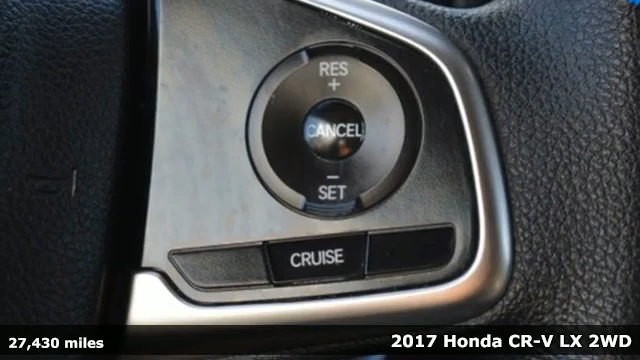 RES
+
CANCEL
−
SET
CRUISE
27,430 miles
2017 Honda CR-V LX 2WD